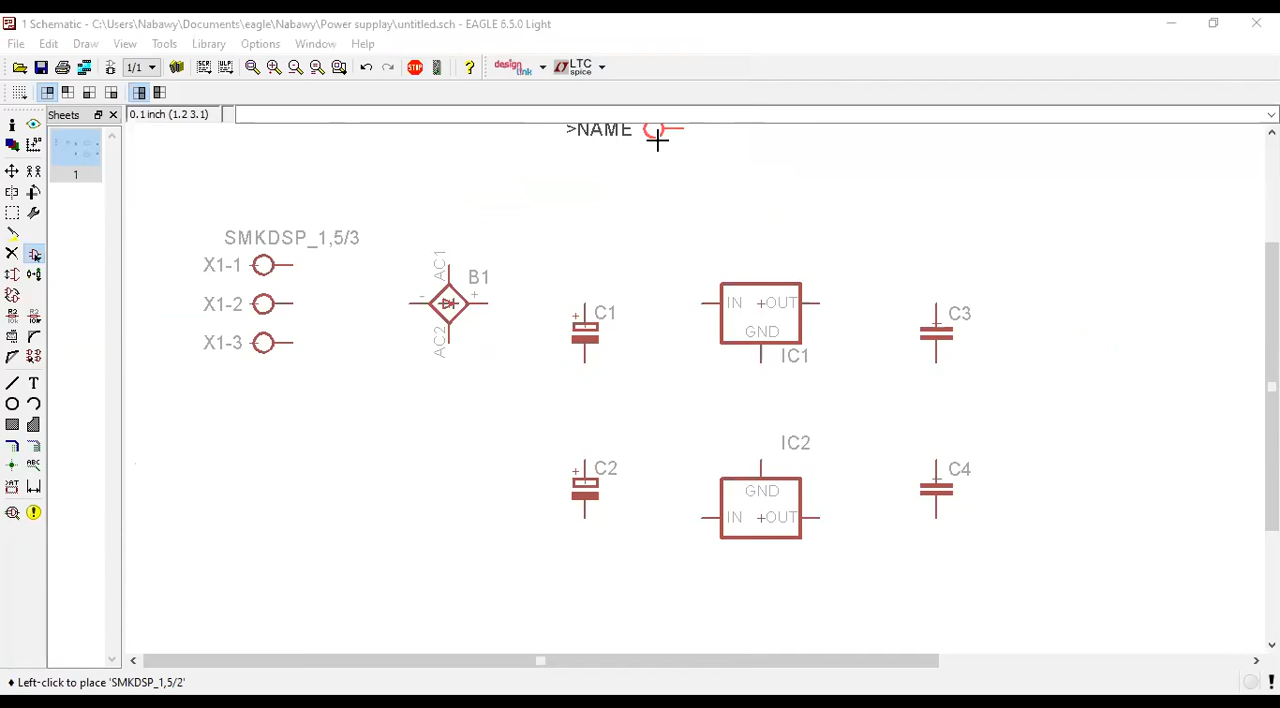 1 Schematic - C:\Users\Nabawy\Documents\eagle\Nabawy\Power supplay\untitled.sch - EAGLE 6.5.0 Light
File Edit Draw View Tools Library Options Window Help
1/1 SCR ULP design link LTC spice
Sheets 0.1 inch (1.2 3.1)
>NAME
1
SMKDSP_1,5/3
X1-1
X1-2
X1-3
AC1
B1
- +
AC2
+ C1
IN +OUT
GND
IC1
C3
+ C2
IC2
GND
IN +OUT
C4
Left-click to place 'SMKDSP_1,5/2'